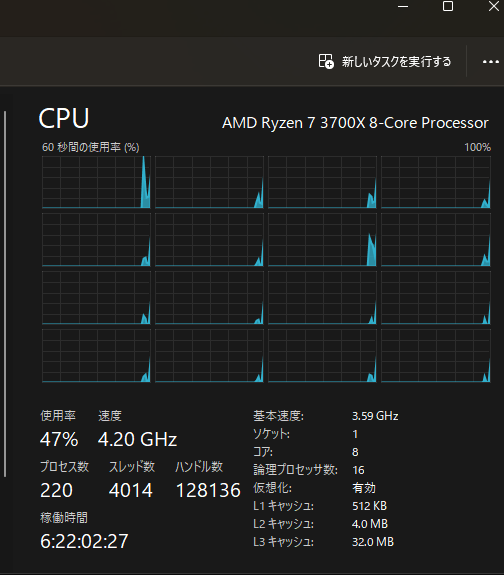 新しいタスクを実行する
CPU
AMD Ryzen 7 3700X 8-Core Processor
60 秒間の使用率 (%)
100%
使用率 速度
47% 4.20 GHz
プロセス数 スレッド数 ハンドル数
220 4014 128136
稼働時間
6:22:02:27
基本速度: 3.59 GHz
ソケット: 1
コア: 8
論理プロセッサ数: 16
仮想化: 有効
L1 キャッシュ: 512 KB
L2 キャッシュ: 4.0 MB
L3 キャッシュ: 32.0 MB